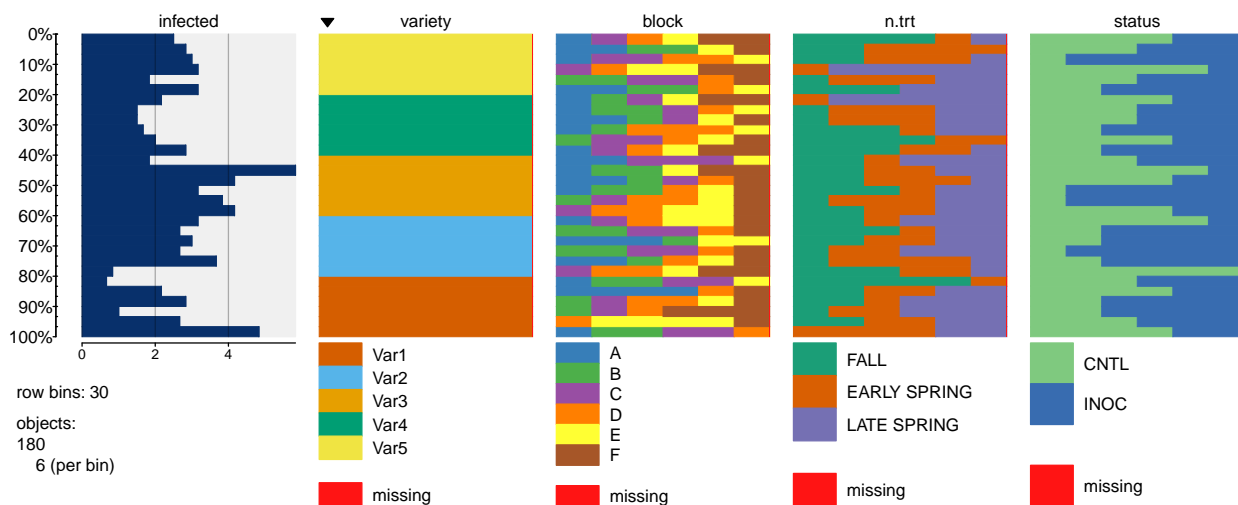 infected
variety
block
n.trt
status
0%
10%
20%
30%
40%
50%
60%
70%
80%
90%
100%
0 2 4
row bins: 30
objects:
180
6 (per bin)
Var1
Var2
Var3
Var4
Var5
missing
A
B
C
D
E
F
missing
FALL
EARLY SPRING
LATE SPRING
missing
CNTL
INOC
missing